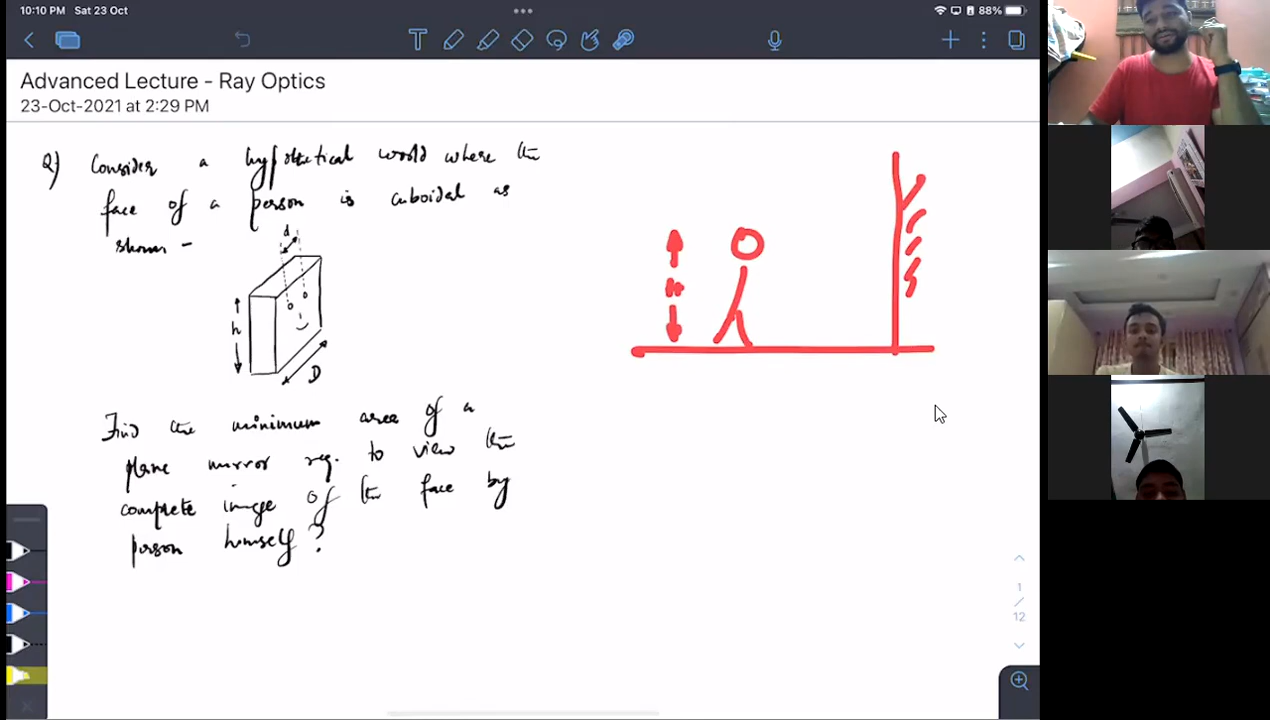 10:10 PM Sat 23 Oct
88%
Advanced Lecture - Ray Optics
23-Oct-2021 at 2:29 PM
Q) Consider a hypothetical world where the
face of a person is cuboidal as
shown -
d
h
D
Find the minimum area of a
plane mirror req. to view the
complete image of the face by
person himself?
H
1
/
12